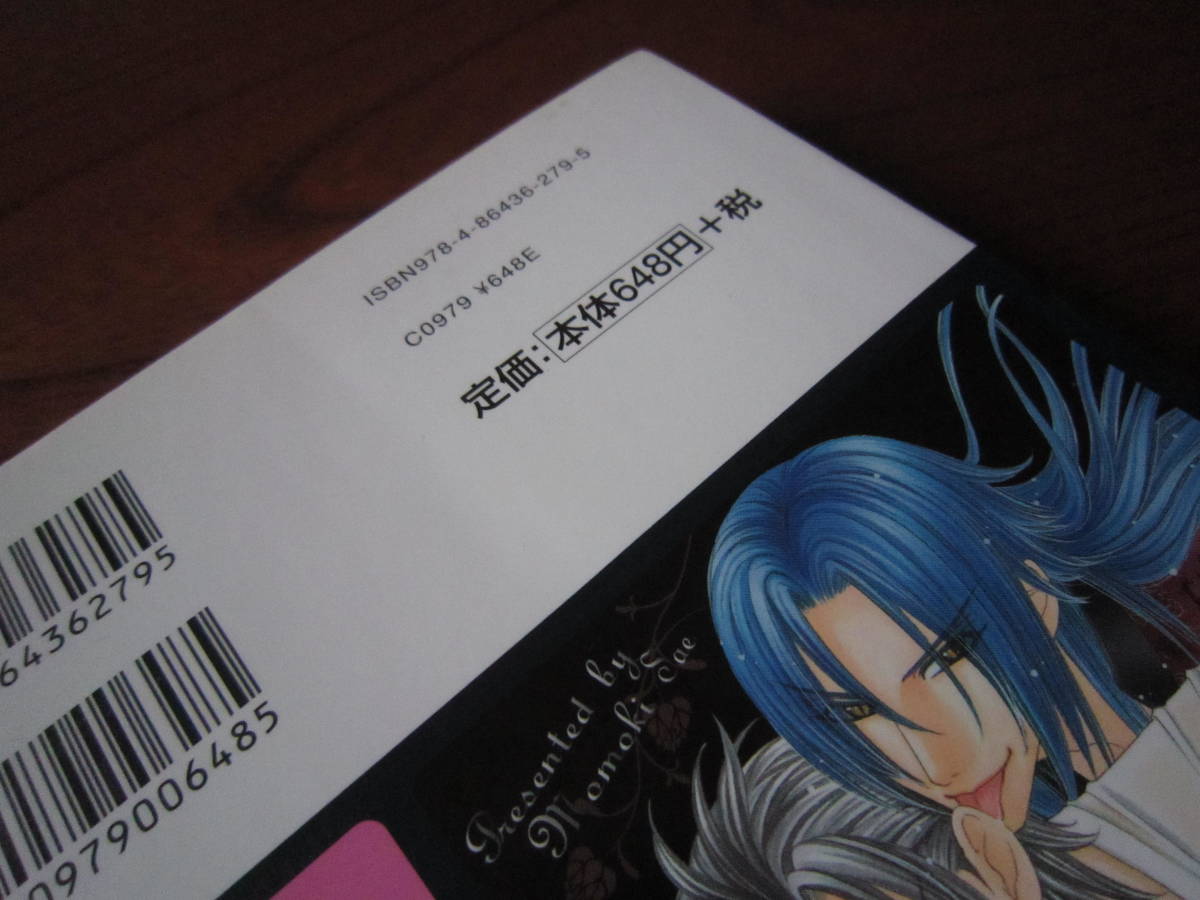 ISBN978-4-86436-279-5
C0979 ¥648E
定価:本体648円+税
64362795
0979006485
Presented by
Momoki Sae